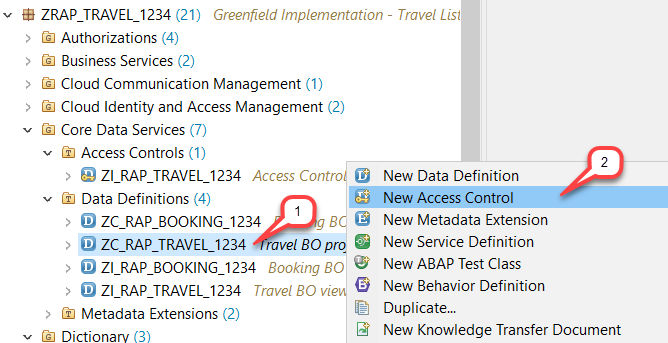 ZRAP_TRAVEL_1234 (21) Greenfield Implementation - Travel List
Authorizations (4)
Business Services (2)
Cloud Communication Management (1)
Cloud Identity and Access Management (2)
Core Data Services (7)
Access Controls (1)
ZI_RAP_TRAVEL_1234 Access Control
Data Definitions (4)
ZC_RAP_BOOKING_1234 BO
ZC_RAP_TRAVEL_1234 Travel BO proj
ZI_RAP_BOOKING_1234 Booking BO
ZI_RAP_TRAVEL_1234 Travel BO view
Metadata Extensions (2)
Dictionary (3)
1
2
New Data Definition
New Access Control
New Metadata Extension
New Service Definition
New ABAP Test Class
New Behavior Definition
Duplicate...
New Knowledge Transfer Document